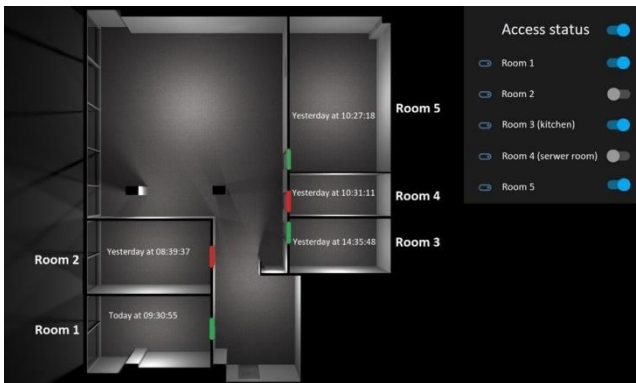 Access status
Room 1
Room 2
Room 3 (kitchen)
Room 4 (serwer room)
Room 5
Yesterday at 10:27:18
Room 5
Yesterday at 10:31:11
Room 4
Yesterday at 14:35:48
Room 3
Yesterday at 08:39:37
Room 2
Today at 09:30:55
Room 1